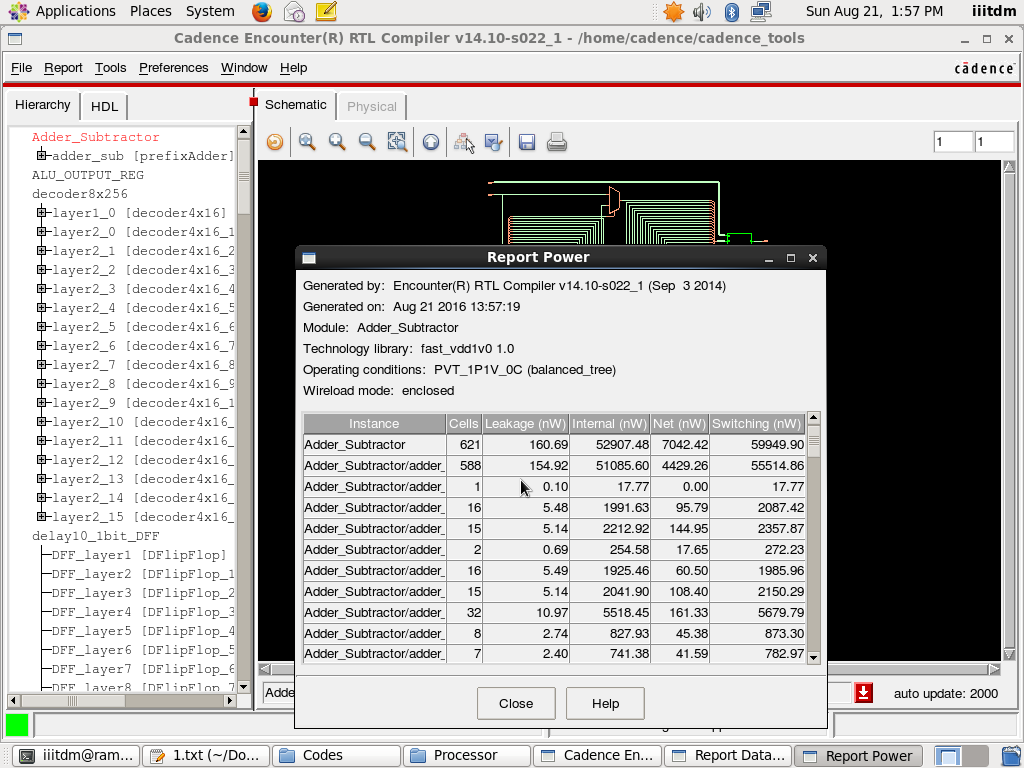 Applications Places System Sun Aug 21, 1:57 PM iiitdm
Cadence Encounter(R) RTL Compiler v14.10-s022_1 - /home/cadence/cadence_tools
File Report Tools Preferences Window Help cādence
Hierarchy HDL Schematic Physical
1 1
Adder_Subtractor
adder_sub [prefixAdder]
ALU_OUTPUT_REG
decoder8x256
layer1_0 [decoder4x16]
layer2_0 [decoder4x16_1
layer2_1 [decoder4x16_2
layer2_2 [decoder4x16_3
layer2_3 [decoder4x16_4
layer2_4 [decoder4x16_5
layer2_5 [decoder4x16_6
layer2_6 [decoder4x16_7
layer2_7 [decoder4x16_8
layer2_8 [decoder4x16_9
layer2_9 [decoder4x16_1
layer2_10 [decoder4x16_
layer2_11 [decoder4x16_
layer2_12 [decoder4x16_
layer2_13 [decoder4x16_
layer2_14 [decoder4x16_
layer2_15 [decoder4x16_
delay10_1bit_DFF
DFF_layer1 [DFlipFlop]
DFF_layer2 [DFlipFlop_1
DFF_layer3 [DFlipFlop_2
DFF_layer4 [DFlipFlop_3
DFF_layer5 [DFlipFlop_4
DFF_layer6 [DFlipFlop_5
DFF_layer7 [DFlipFlop_6
DFF_layer8 [DFlipFlop_7
Report Power
Generated by: Encounter(R) RTL Compiler v14.10-s022_1 (Sep 3 2014)
Generated on: Aug 21 2016 13:57:19
Module: Adder_Subtractor
Technology library: fast_vdd1v0 1.0
Operating conditions: PVT_1P1V_0C (balanced_tree)
Wireload mode: enclosed
Instance Cells Leakage (nW) Internal (nW) Net (nW) Switching (nW)
Adder_Subtractor 621 160.69 52907.48 7042.42 59949.90
Adder_Subtractor/adder_ 588 154.92 51085.60 4429.26 55514.86
Adder_Subtractor/adder_ 1 0.10 17.77 0.00 17.77
Adder_Subtractor/adder_ 16 5.48 1991.63 95.79 2087.42
Adder_Subtractor/adder_ 15 5.14 2212.92 144.95 2357.87
Adder_Subtractor/adder_ 2 0.69 254.58 17.65 272.23
Adder_Subtractor/adder_ 16 5.49 1925.46 60.50 1985.96
Adder_Subtractor/adder_ 15 5.14 2041.90 108.40 2150.29
Adder_Subtractor/adder_ 32 10.97 5518.45 161.33 5679.79
Adder_Subtractor/adder_ 8 2.74 827.93 45.38 873.30
Adder_Subtractor/adder_ 7 2.40 741.38 41.59 782.97
Close Help
Adde auto update: 2000
iiitdm@ram... 1.txt (~/Do... Codes Processor Cadence En... Report Data... Report Power